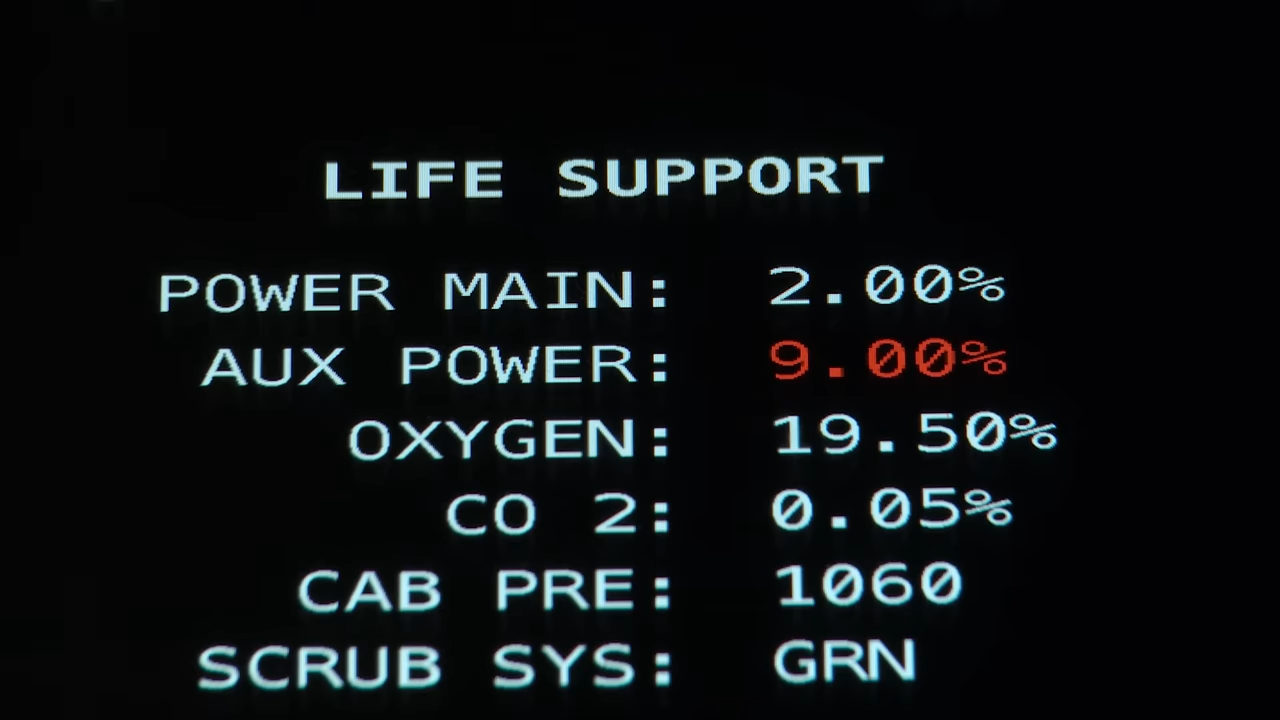 LIFE SUPPORT
POWER MAIN: 2.00%
AUX POWER: 9.00%
OXYGEN: 19.50%
CO 2: 0.05%
CAB PRE: 1060
SCRUB SYS: GRN